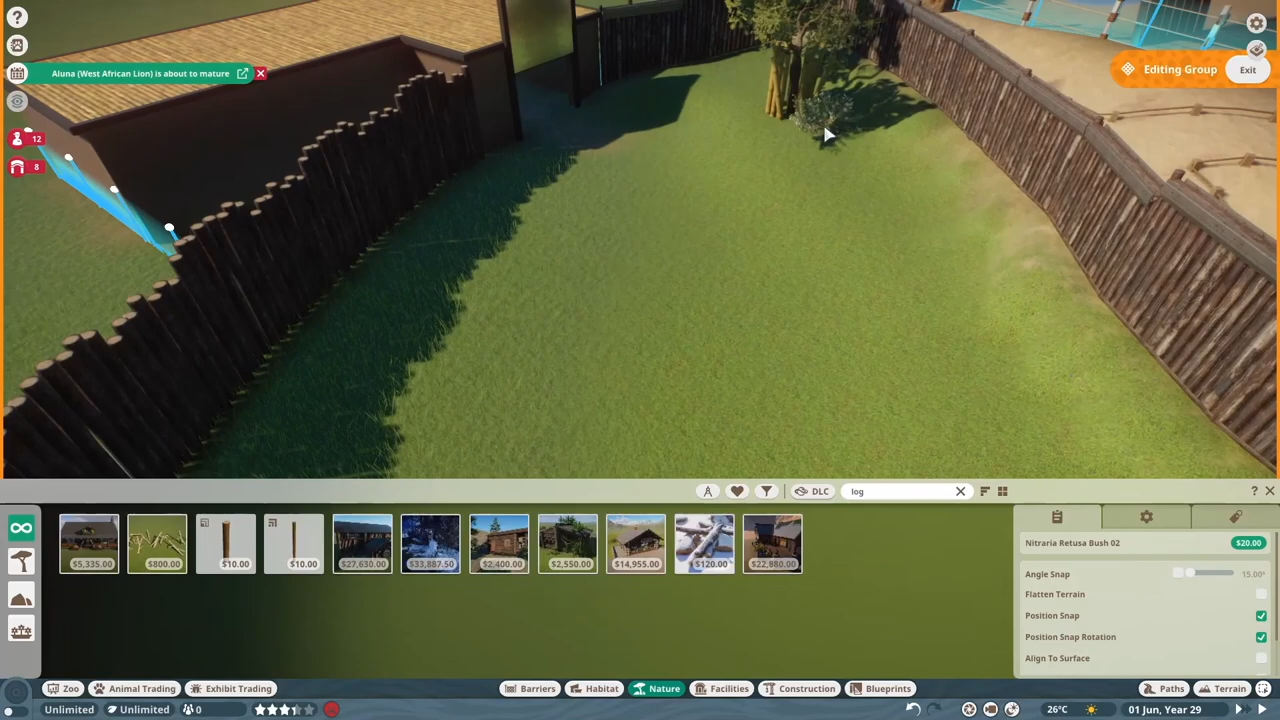 ?
Aluna (West African Lion) is about to mature
Editing Group
Exit
12
8
DLC
log
?
$5,335.00
$800.00
$10.00
$10.00
$27,630.00
$33,887.50
$2,400.00
$2,550.00
$14,955.00
$120.00
$22,880.00
Nitraria Retusa Bush 02
$20.00
Angle Snap
15.00°
Flatten Terrain
Position Snap
Position Snap Rotation
Align To Surface
Zoo
Animal Trading
Exhibit Trading
Barriers
Habitat
Nature
Facilities
Construction
Blueprints
Paths
Terrain
Unlimited
Unlimited
0
26°C
01 Jun, Year 29